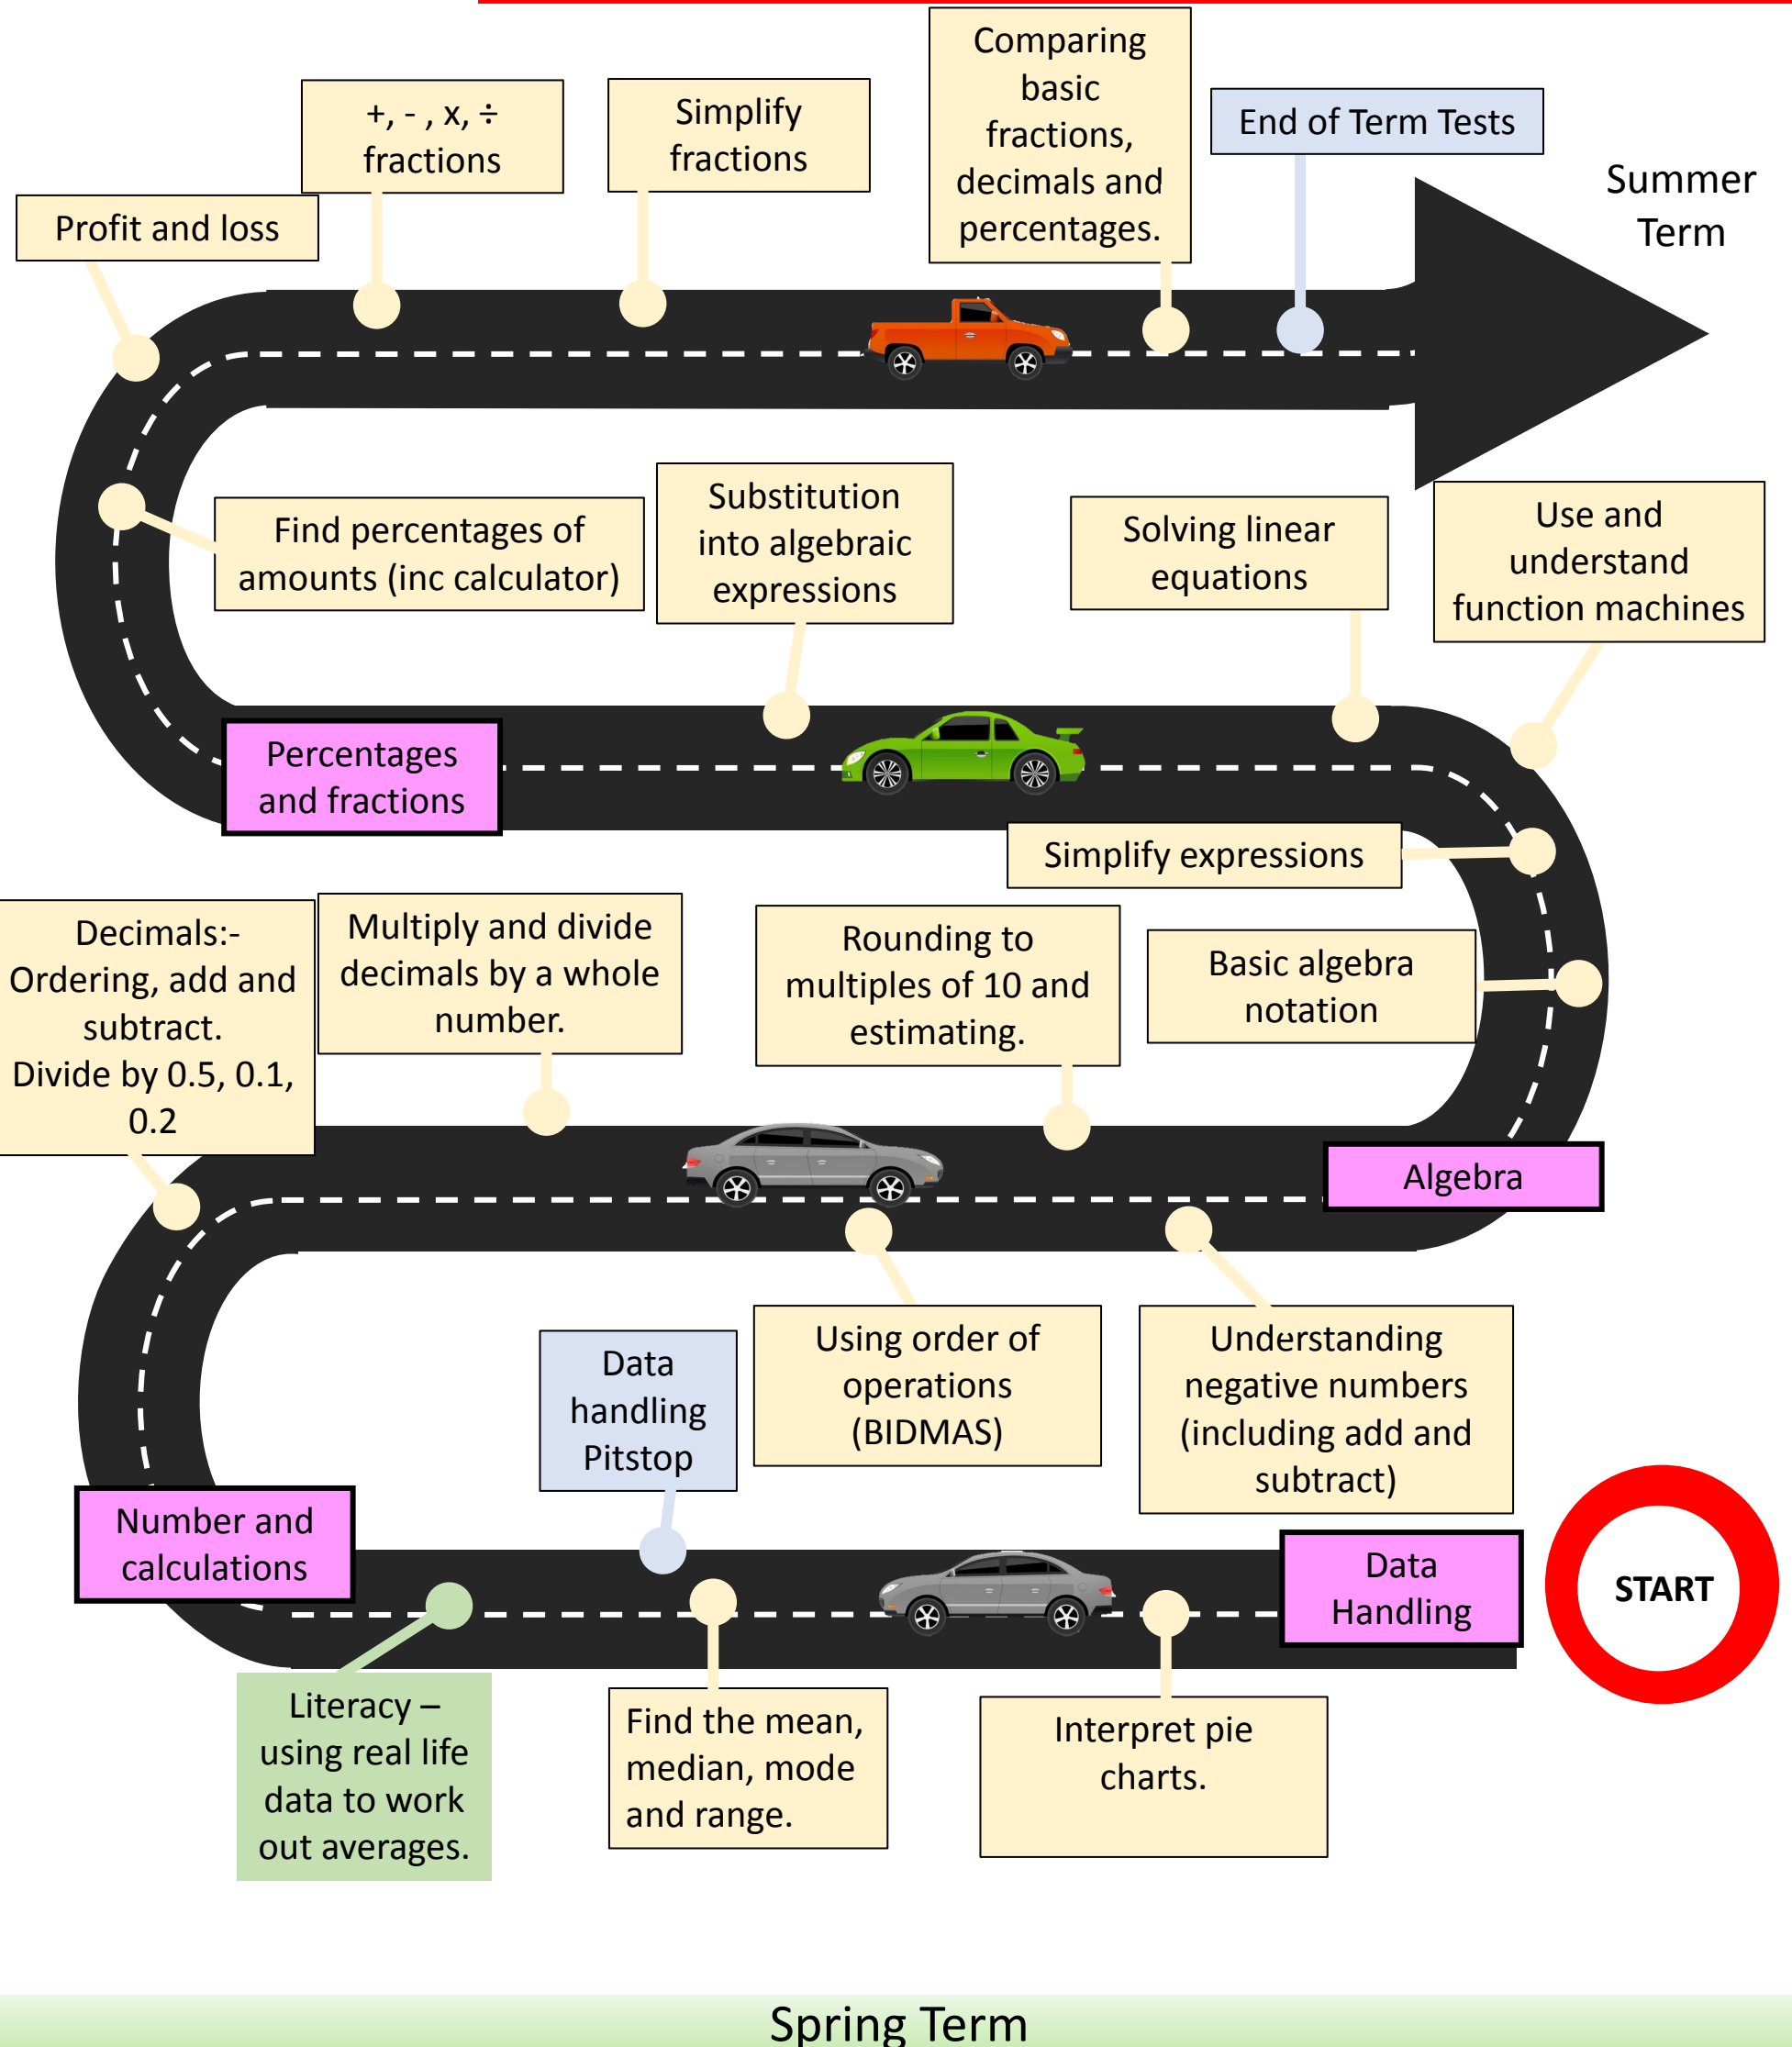 Comparing
basic
fractions,
decimals and
percentages.
+, - , x, ÷
fractions
Simplify
fractions
End of Term Tests
Summer
Term
Profit and loss
Find percentages of
amounts (inc calculator)
Substitution
into algebraic
expressions
Solving linear
equations
Use and
understand
function machines
Percentages
and fractions
Simplify expressions
Decimals:-
Ordering, add and
subtract.
Divide by 0.5, 0.1,
0.2
Multiply and divide
decimals by a whole
number.
Rounding to
multiples of 10 and
estimating.
Basic algebra
notation
Algebra
Data
handling
Pitstop
Using order of
operations
(BIDMAS)
Understanding
negative numbers
(including add and
subtract)
Number and
calculations
Data
Handling
START
Literacy –
using real life
data to work
out averages.
Find the mean,
median, mode
and range.
Interpret pie
charts.
Spring Term